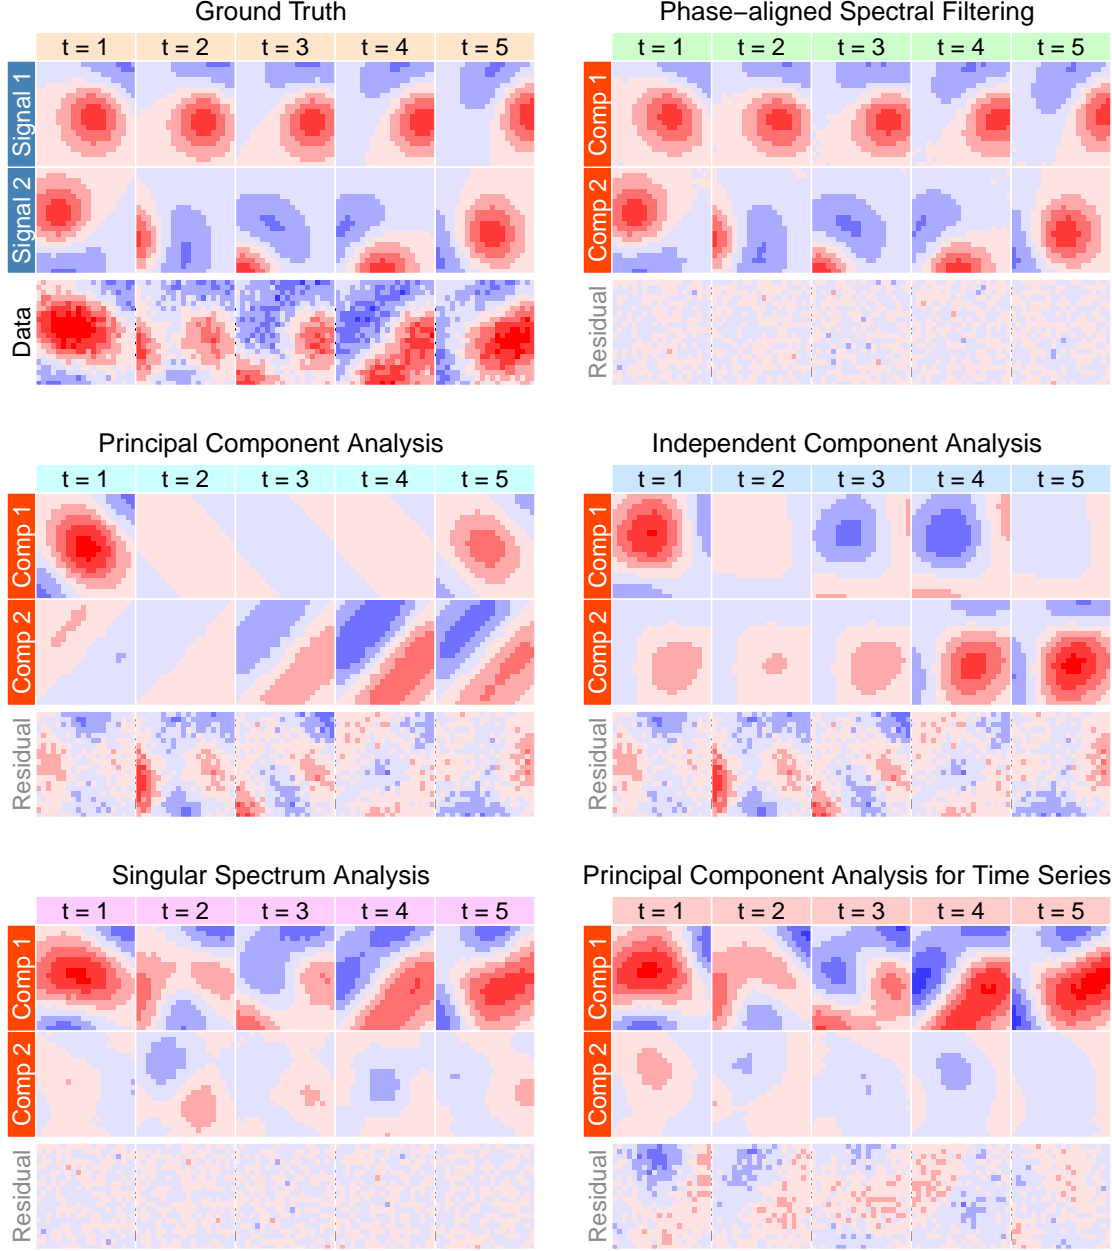 Ground Truth
t = 1 t = 2 t = 3 t = 4 t = 5
Signal 1
Signal 2
Data
Phase−aligned Spectral Filtering
t = 1 t = 2 t = 3 t = 4 t = 5
Comp 1
Comp 2
Residual
Principal Component Analysis
t = 1 t = 2 t = 3 t = 4 t = 5
Comp 1
Comp 2
Residual
Independent Component Analysis
t = 1 t = 2 t = 3 t = 4 t = 5
Comp 1
Comp 2
Residual
Singular Spectrum Analysis
t = 1 t = 2 t = 3 t = 4 t = 5
Comp 1
Comp 2
Residual
Principal Component Analysis for Time Series
t = 1 t = 2 t = 3 t = 4 t = 5
Comp 1
Comp 2
Residual